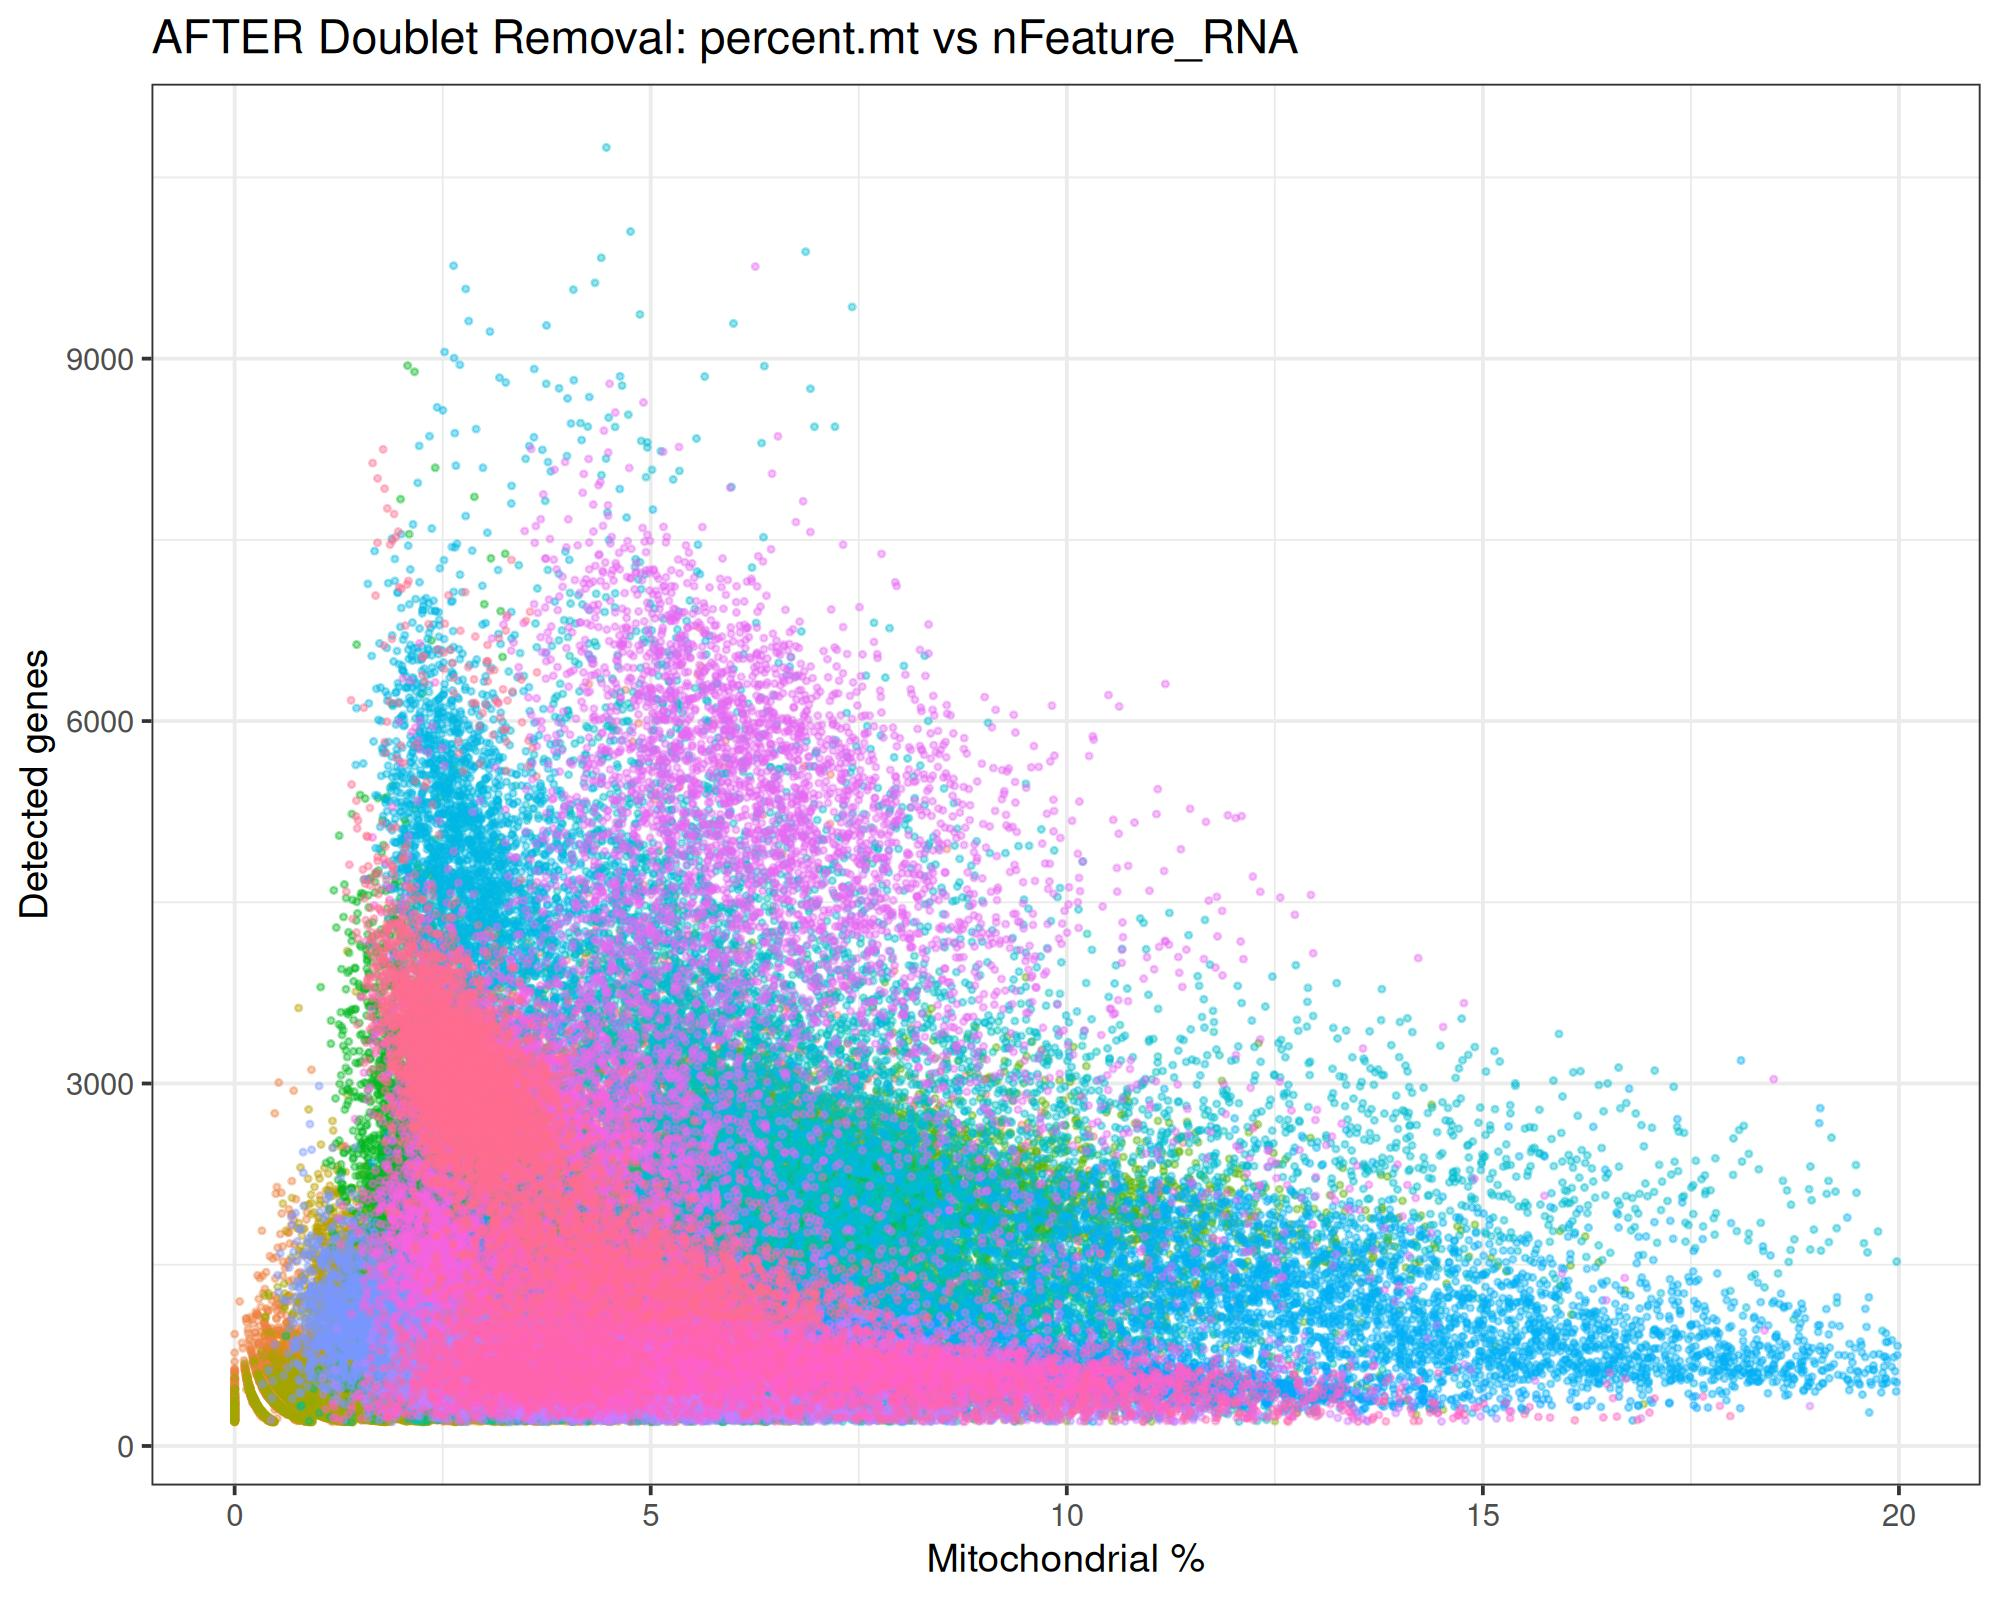 AFTER Doublet Removal: percent.mt vs nFeature_RNA
Detected genes
9000
6000
3000
0
0 5 10 15 20
Mitochondrial %